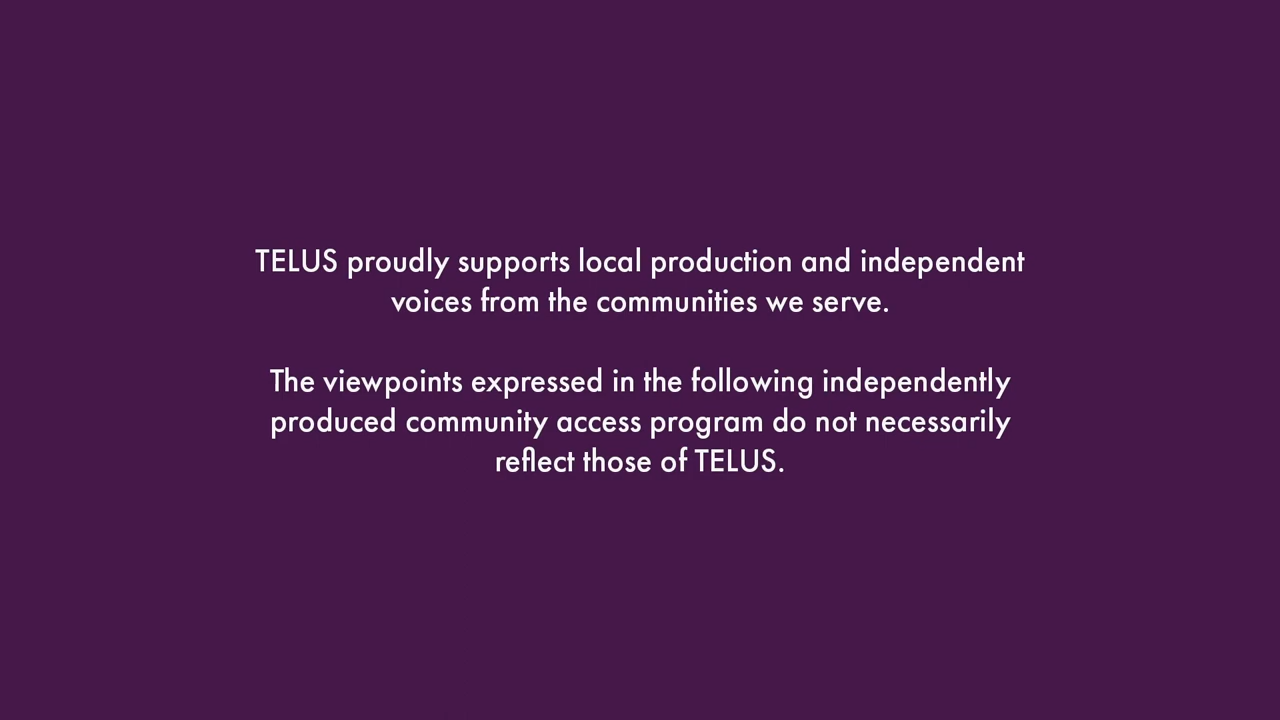 TELUS proudly supports local production and independent
voices from the communities we serve.
The viewpoints expressed in the following independently
produced community access program do not necessarily
reflect those of TELUS.